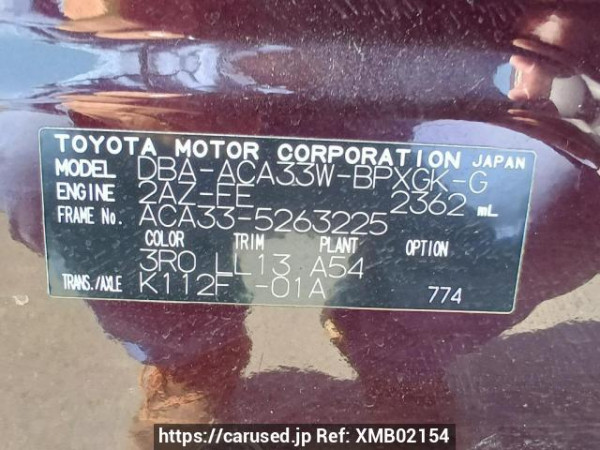 TOYOTA MOTOR CORPORATION JAPAN
MODEL DBA-ACA33W-BPXGK-G
ENGINE 2AZ-FE 2362 mL
FRAME No. ACA33-5263225
COLOR TRIM PLANT OPTION
3R0 LL13 A54
TRANS./AXLE K112F -01A 774
https://carused.jp Ref: XMB02154